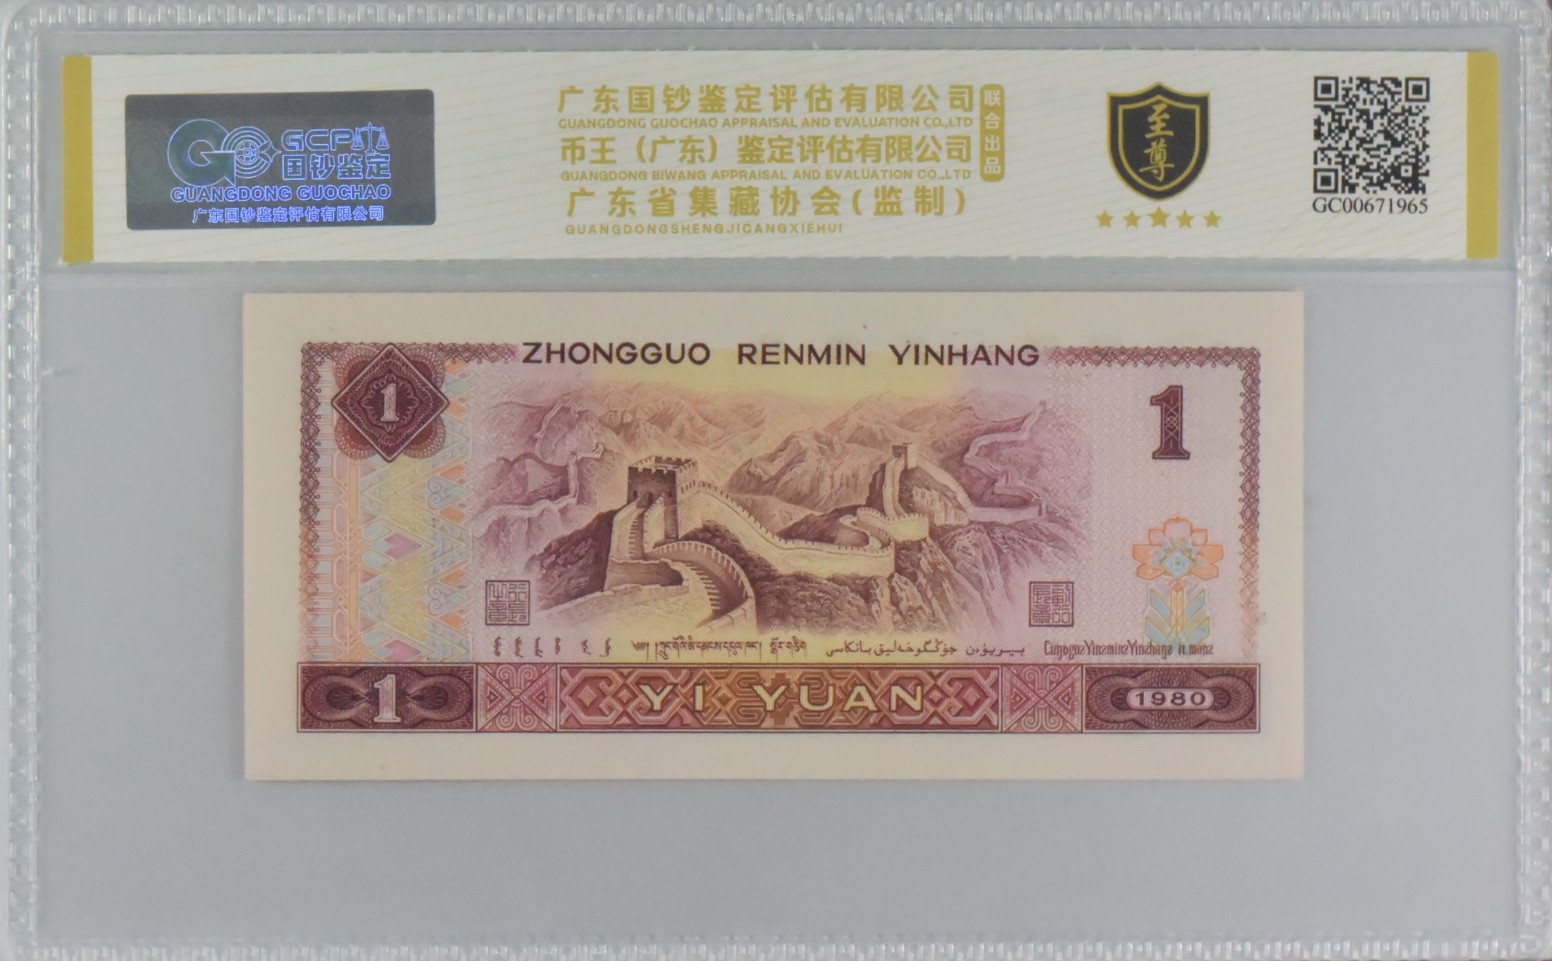 GCP
国钞鉴定
GUANGDONG GUOCHAO
广东国钞鉴定评估有限公司
广东国钞鉴定评估有限公司
GUANGDONG GUOCHAO APPRAISAL AND EVALUATION CO.,LTD
币王（广东）鉴定评估有限公司
GUANGDONG BIWANG APPRAISAL AND EVALUATION CO.,LTD
广东省集藏协会(监制)
GUANGDONGSHENGJICANGXIEHUI
联合出品
至尊
GC00671965
ZHONGGUO RENMIN YINHANG
1
1
1
YI YUAN
1980